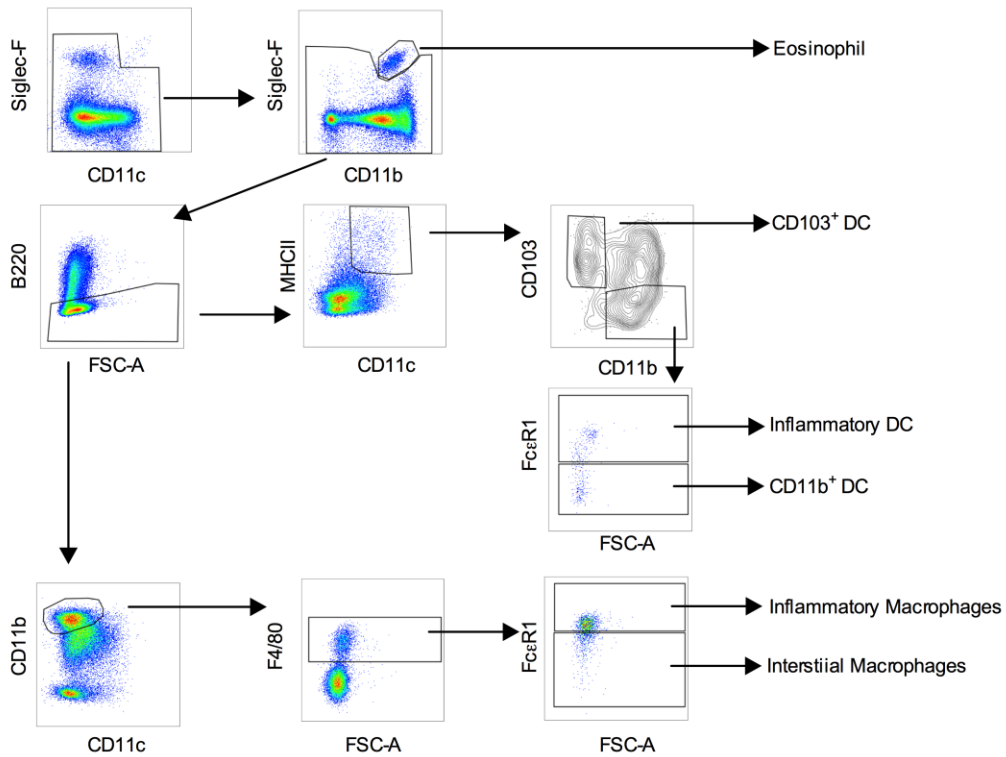 Siglec-F
CD11c
Siglec-F
CD11b
Eosinophil
B220
FSC-A
MHCII
CD11c
CD103
CD11b
CD103+ DC
FcεR1
FSC-A
Inflammatory DC
CD11b+ DC
CD11b
CD11c
F4/80
FSC-A
FcεR1
FSC-A
Inflammatory Macrophages
Interstiial Macrophages